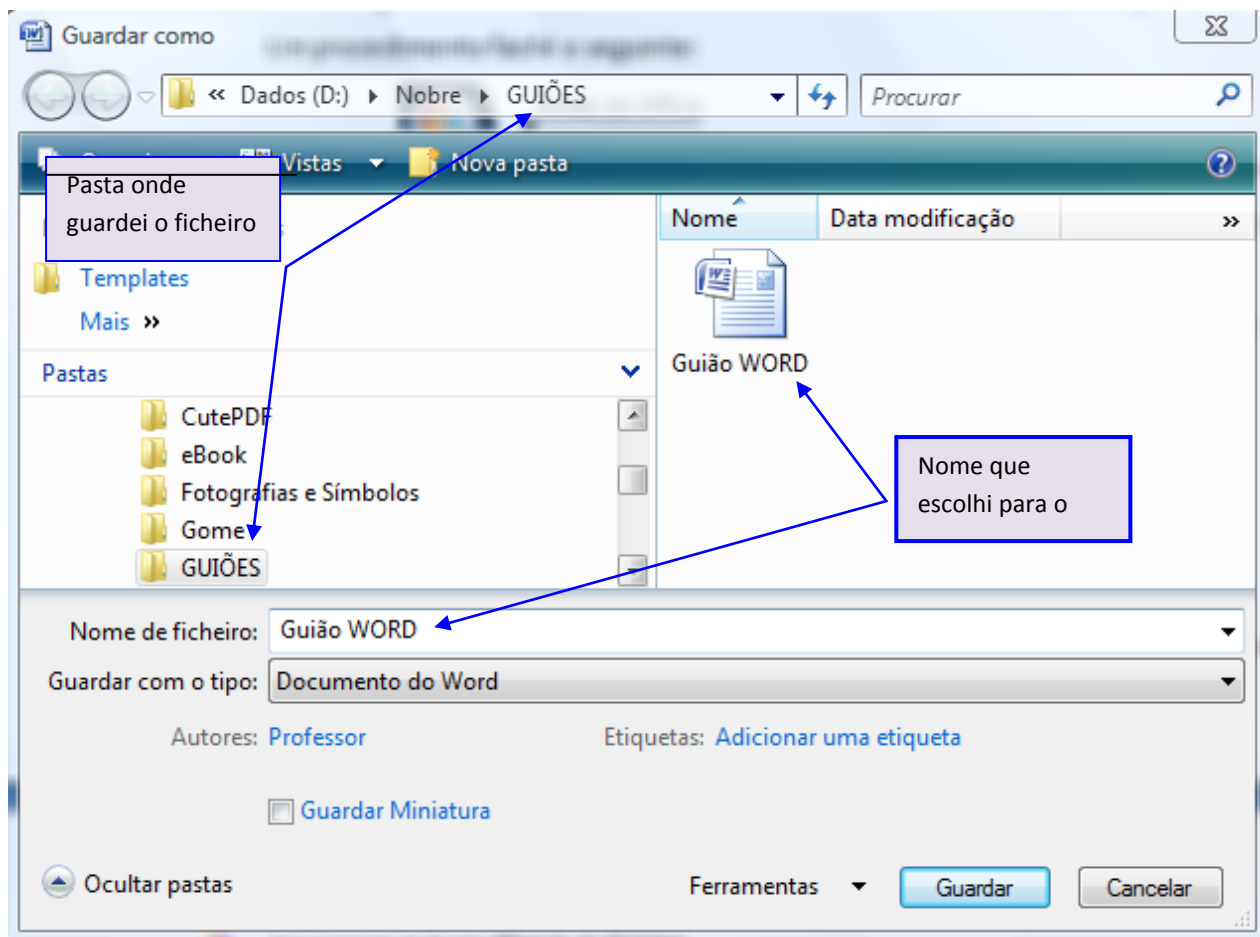 Guardar como
« Dados (D:) Nobre GUIÕES
Procurar
Vistas Nova pasta
Pasta onde
guardei o ficheiro
Templates
Mais »
Pastas
CutePDF
eBook
Fotografias e Símbolos
Gome
GUIÕES
Nome Data modificação »
Guião WORD
Nome que
escolhi para o
Nome de ficheiro: Guião WORD
Guardar com o tipo: Documento do Word
Autores: Professor Etiquetas: Adicionar uma etiqueta
Guardar Miniatura
Ocultar pastas Ferramentas Guardar Cancelar